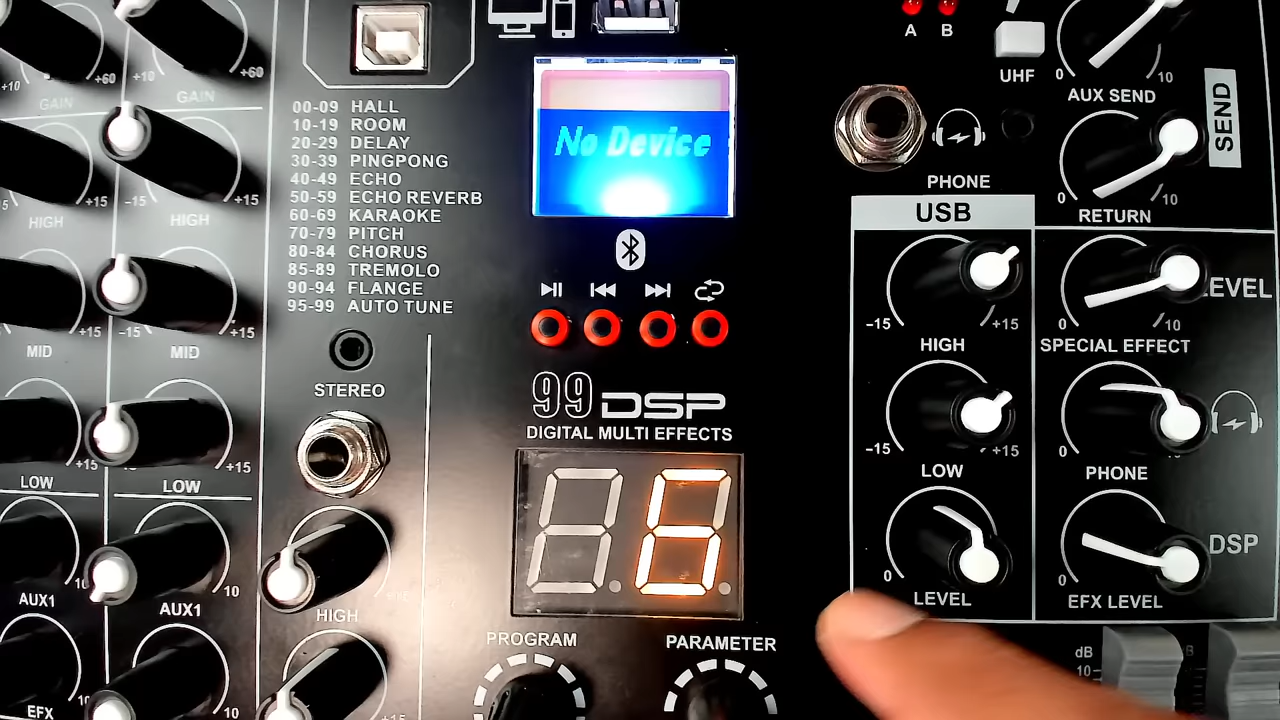 A B
UHF
+10
+60
+10
+60
GAIN
GAIN
0 10
AUX SEND
SEND
00-09 HALL
10-19 ROOM
20-29 DELAY
30-39 PINGPONG
40-49 ECHO
50-59 ECHO REVERB
60-69 KARAOKE
70-79 PITCH
80-84 CHORUS
85-89 TREMOLO
90-94 FLANGE
95-99 AUTO TUNE
No Device
PHONE
0 10
RETURN
+15
-15
+15
HIGH
HIGH
USB
-15 +15
HIGH
0 10
LEVEL
SPECIAL EFFECT
+15
-15
+15
MID
MID
STEREO
99 DSP
DIGITAL MULTI EFFECTS
6
-15 +15
LOW
PHONE
+15
+15
LOW
LOW
0
LEVEL
0
DSP
EFX LEVEL
10
10
AUX1
AUX1
HIGH
PROGRAM
PARAMETER
dB
10
10
EFX
+15